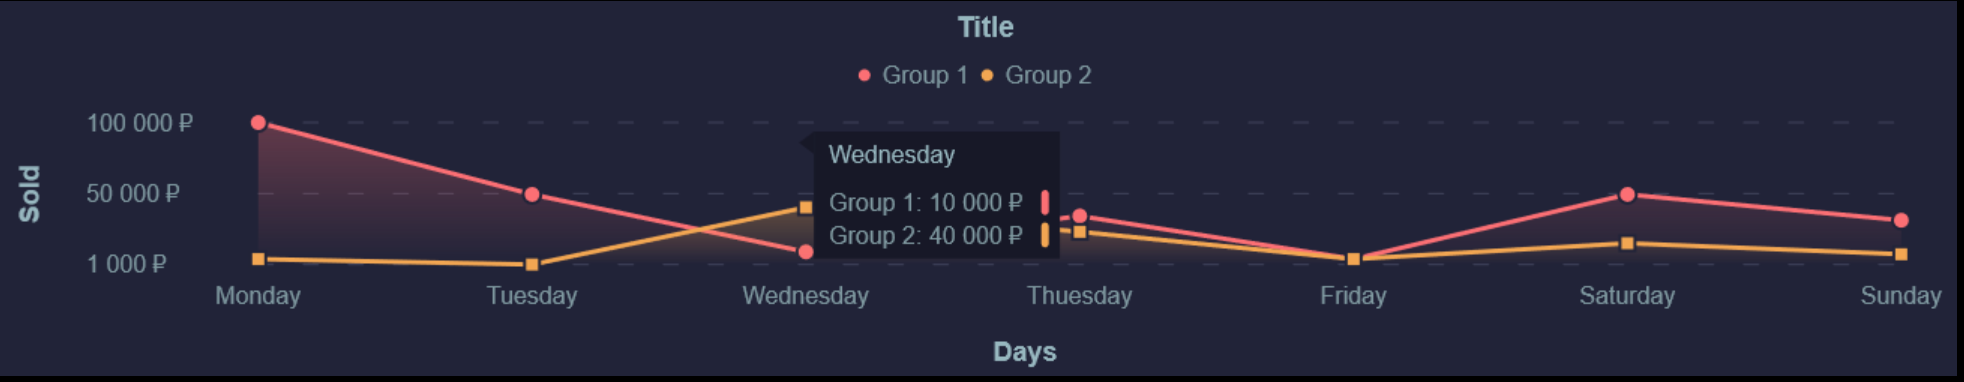 Title
Group 1 Group 2
100 000 ₽
50 000 ₽
1 000 ₽
Sold
Wednesday
Group 1: 10 000 ₽
Group 2: 40 000 ₽
Monday Tuesday Wednesday Thuesday Friday Saturday Sunday
Days